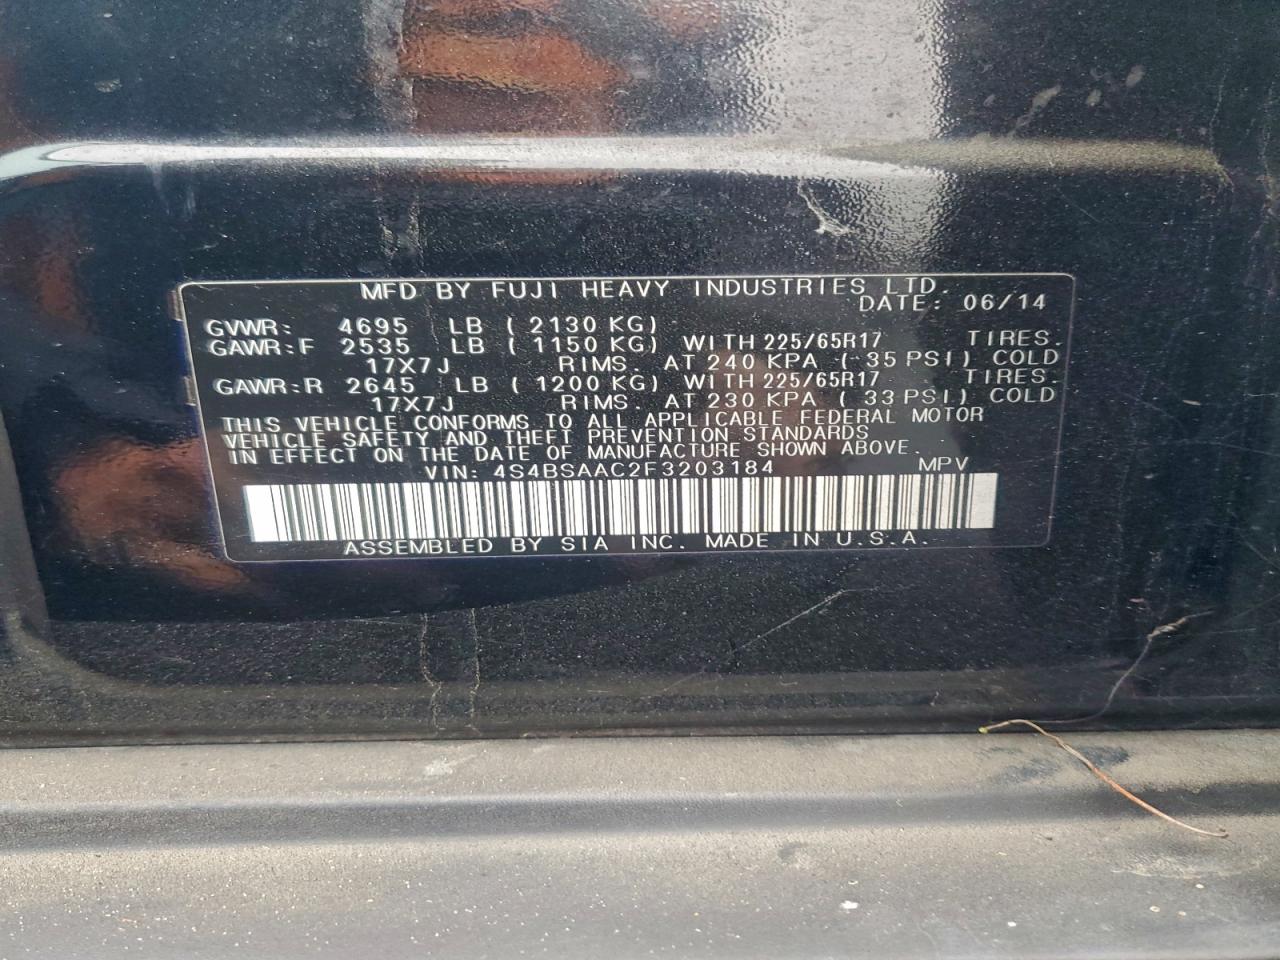 MFD BY FUJI HEAVY INDUSTRIES LTD.
DATE: 06/14
GVWR: 4695 LB ( 2130 KG)
GAWR:F 2535 LB ( 1150 KG) WITH 225/65R17 TIRES.
17X7J RIMS. AT 240 KPA ( 35 PSI) COLD
GAWR:R 2645 LB ( 1200 KG) WITH 225/65R17 TIRES.
17X7J RIMS. AT 230 KPA ( 33 PSI) COLD
THIS VEHICLE CONFORMS TO ALL APPLICABLE FEDERAL MOTOR
VEHICLE SAFETY AND THEFT PREVENTION STANDARDS
IN EFFECT ON THE DATE OF MANUFACTURE SHOWN ABOVE.
VIN: 4S4BSAAC2F3203184 MPV
ASSEMBLED BY SIA INC. MADE IN U.S.A.